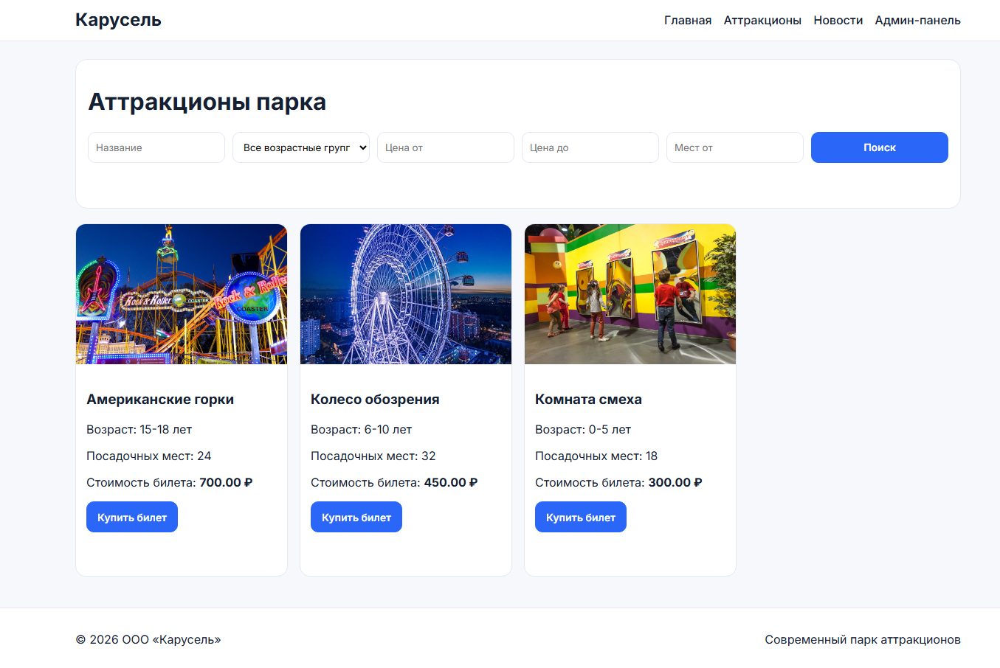 Карусель
Главная Аттракционы Новости Админ-панель
Аттракционы парка
Название Все возрастные групп Цена от Цена до Мест от Поиск
Rock & Roller COASTER Rock & Roller COASTER
Американские горки
Возраст: 15-18 лет
Посадочных мест: 24
Стоимость билета: 700.00 ₽
Купить билет
Колесо обозрения
Возраст: 6-10 лет
Посадочных мест: 32
Стоимость билета: 450.00 ₽
Купить билет
Комната смеха
Возраст: 0-5 лет
Посадочных мест: 18
Стоимость билета: 300.00 ₽
Купить билет
© 2026 ООО «Карусель» Современный парк аттракционов